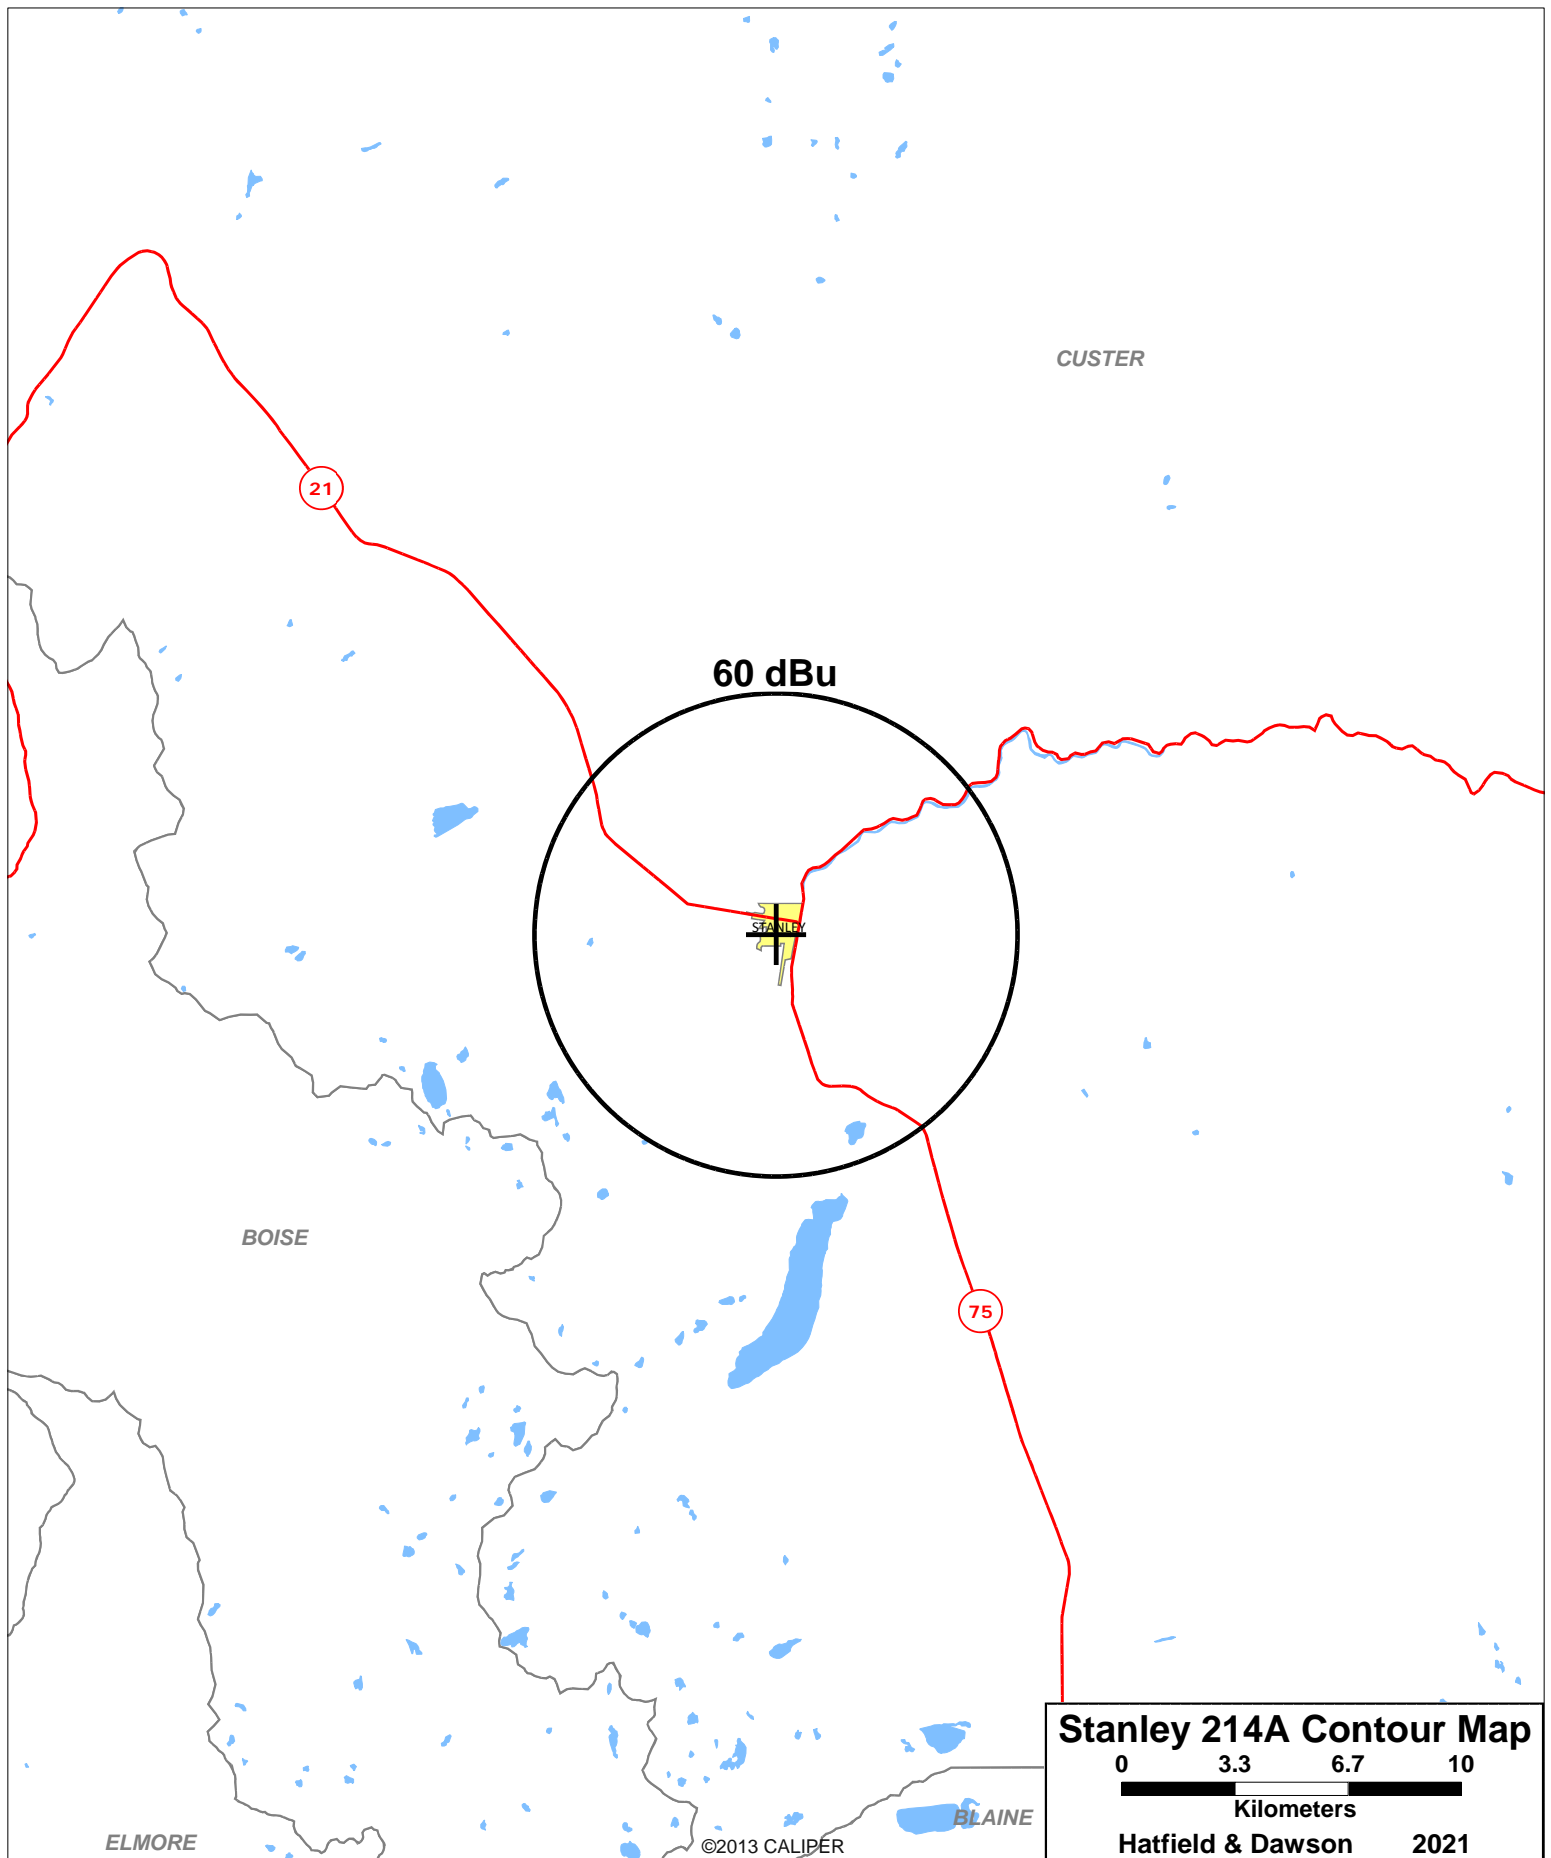 CUSTER
21
60 dBu
STANLEY
BOISE
75
Stanley 214A Contour Map
0 3.3 6.7 10
Kilometers
Hatfield & Dawson 2021
BLAINE
ELMORE
©2013 CALIPER